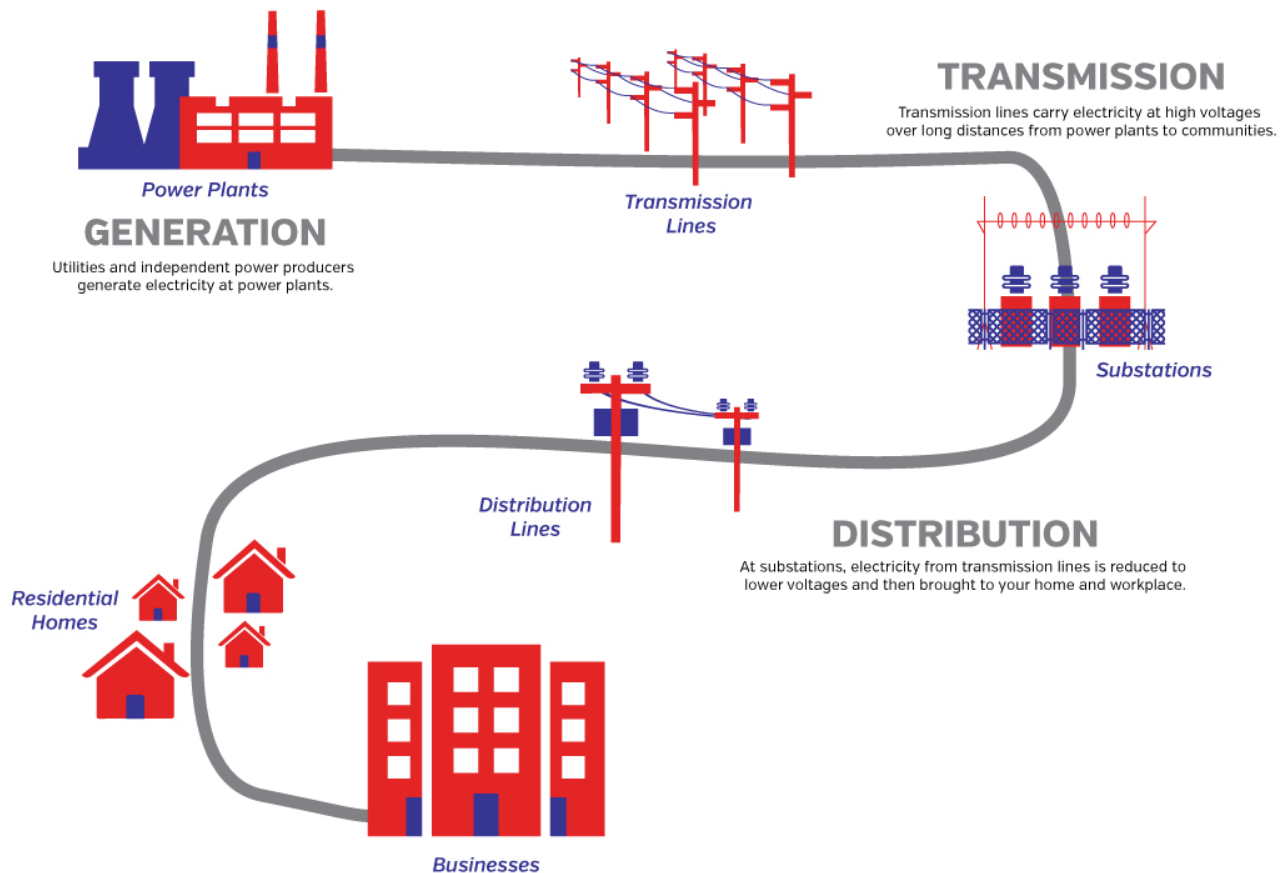 TRANSMISSION
Transmission lines carry electricity at high voltages
over long distances from power plants to communities.
Power Plants
Transmission
Lines
GENERATION
Utilities and independent power producers
generate electricity at power plants.
Substations
Distribution
Lines
DISTRIBUTION
At substations, electricity from transmission lines is reduced to
lower voltages and then brought to your home and workplace.
Residential
Homes
Businesses